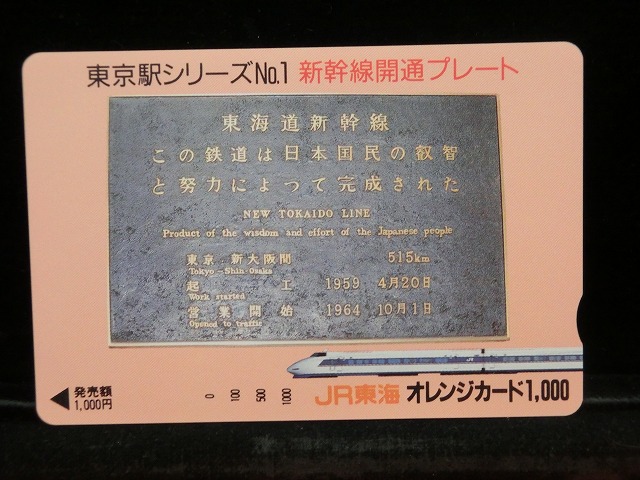 東京駅シリーズNo.1 新幹線開通プレート
東海道新幹線
この鉄道は日本国民の叡智
と努力によって完成された
NEW TOKAIDO LINE
Product of the wisdom and effort of the Japanese people
東京 . 新大阪間 515km
Tokyo-Shin Osaka
起工 1959 4月20日
Work started
営業開始 1964 10月1日
Opened to traffic
JR
発売額
1,000円
0 100 500 1000
JR東海 オレンジカード1,000